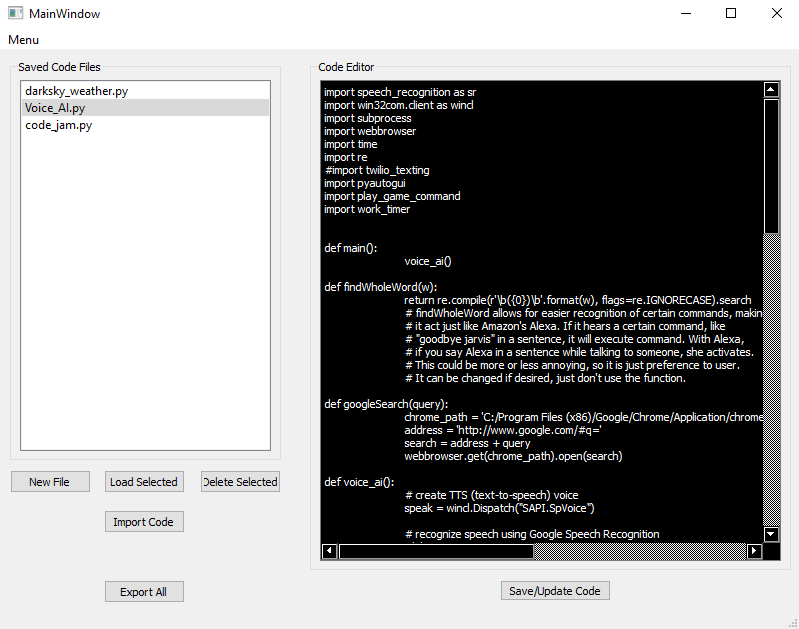 MainWindow
Menu
Saved Code Files
darksky_weather.py
Voice_AI.py
code_jam.py
New File
Load Selected
Delete Selected
Import Code
Export All
Code Editor
import speech_recognition as sr
import win32com.client as wincl
import subprocess
import webbrowser
import time
import re
#import twilio_texting
import pyautogui
import play_game_command
import work_timer
def main():
voice_ai()
def findWholeWord(w):
return re.compile(r'\b({0})\b'.format(w), flags=re.IGNORECASE).search
# findWholeWord allows for easier recognition of certain commands, makin
# it act just like Amazon's Alexa. If it hears a certain command, like
# "goodbye jarvis" in a sentence, it will execute command. With Alexa,
# if you say Alexa in a sentence while talking to someone, she activates.
# This could be more or less annoying, so it is just preference to user.
# It can be changed if desired, just don't use the function.
def googleSearch(query):
chrome_path = 'C:/Program Files (x86)/Google/Chrome/Application/chrome
address = 'http://www.google.com/#q='
search = address + query
webbrowser.get(chrome_path).open(search)
def voice_ai():
# create TTS (text-to-speech) voice
speak = wincl.Dispatch("SAPI.SpVoice")
# recognize speech using Google Speech Recognition
Save/Update Code